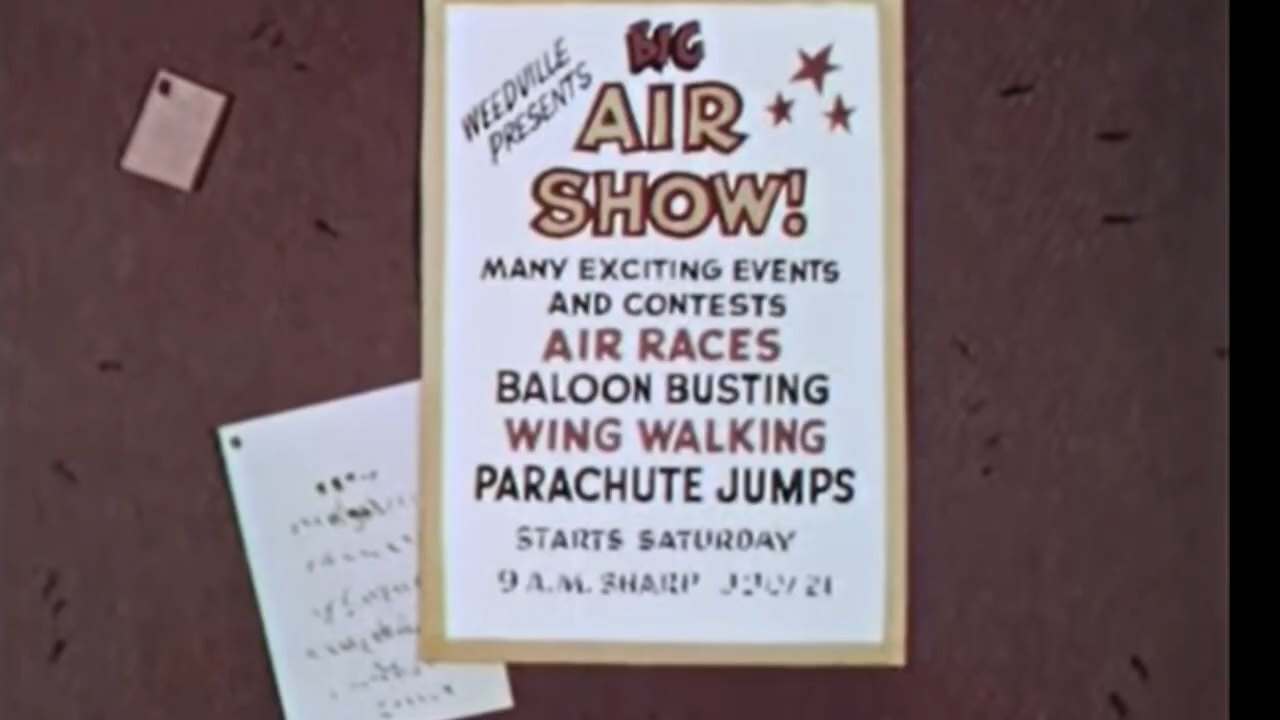 WEEDVILLE
PRESENTS
BIG
AIR
SHOW!
MANY EXCITING EVENTS
AND CONTESTS
AIR RACES
BALOON BUSTING
WING WALKING
PARACHUTE JUMPS
STARTS SATURDAY
9 A.M. SHARP